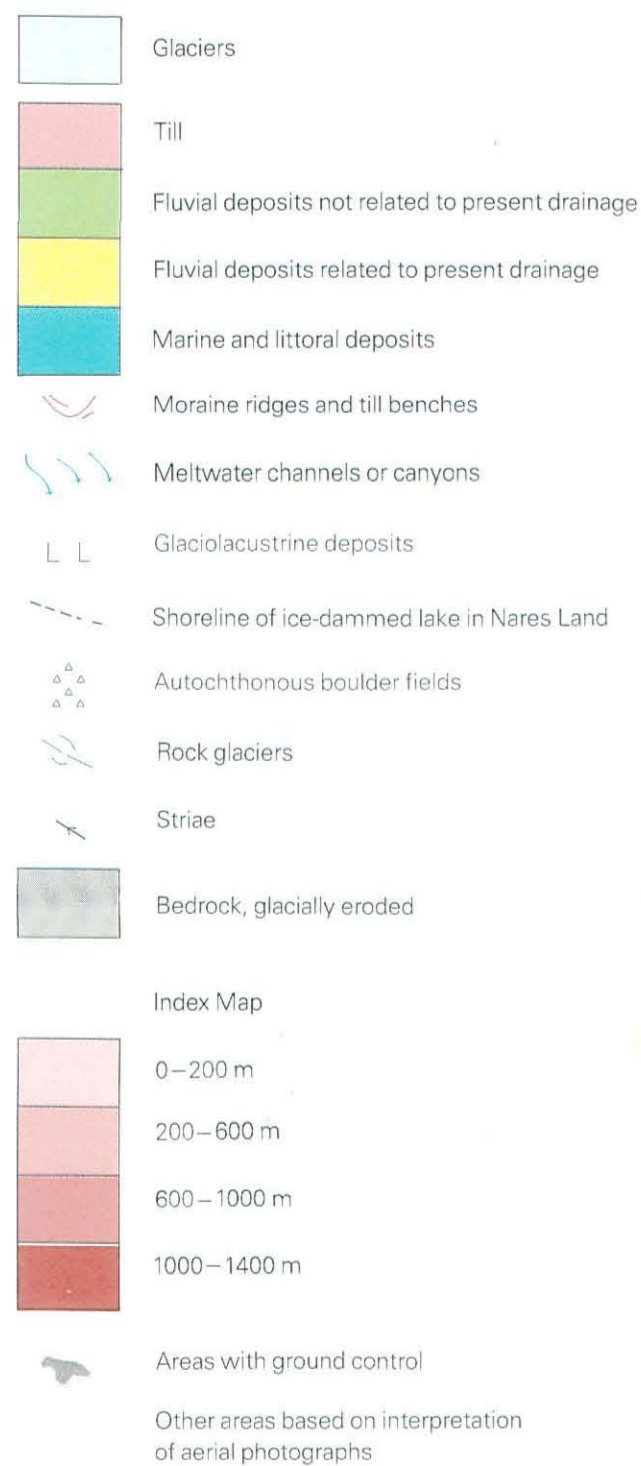 Glaciers
Till
Fluvial deposits not related to present drainage
Fluvial deposits related to present drainage
Marine and littoral deposits
Moraine ridges and till benches
Meltwater channels or canyons
L L
Glaciolacustrine deposits
Shoreline of ice-dammed lake in Nares Land
Autochthonous boulder fields
Rock glaciers
Striae
Bedrock, glacially eroded
Index Map
0–200 m
200–600 m
600–1000 m
1000–1400 m
Areas with ground control
Other areas based on interpretation
of aerial photographs